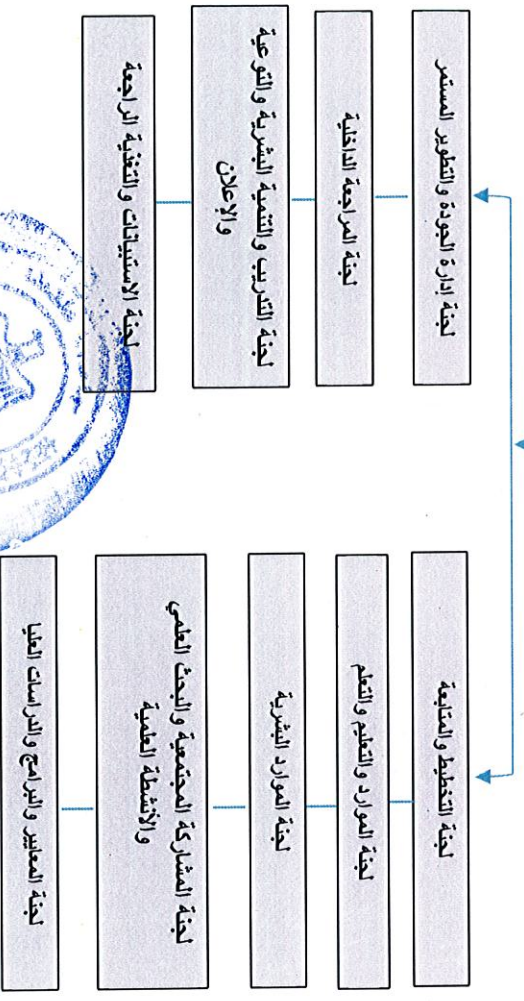 لجنة إدارة الجودة والتطوير المستمر
لجنة المراجعة الداخلية
لجنة التدريب والتنمية البشرية والتوعية
والإعلان
لجنة الاستبيانات والتغذية الراجعة
لجنة التخطيط والمتابعة
لجنة الموارد والتعليم والتعلم
لجنة الموارد البشرية
لجنة المشاركة المجتمعية والبحث العلمي
والأنشطة العلمية
لجنة المعايير والبرامج والدراسات العليا